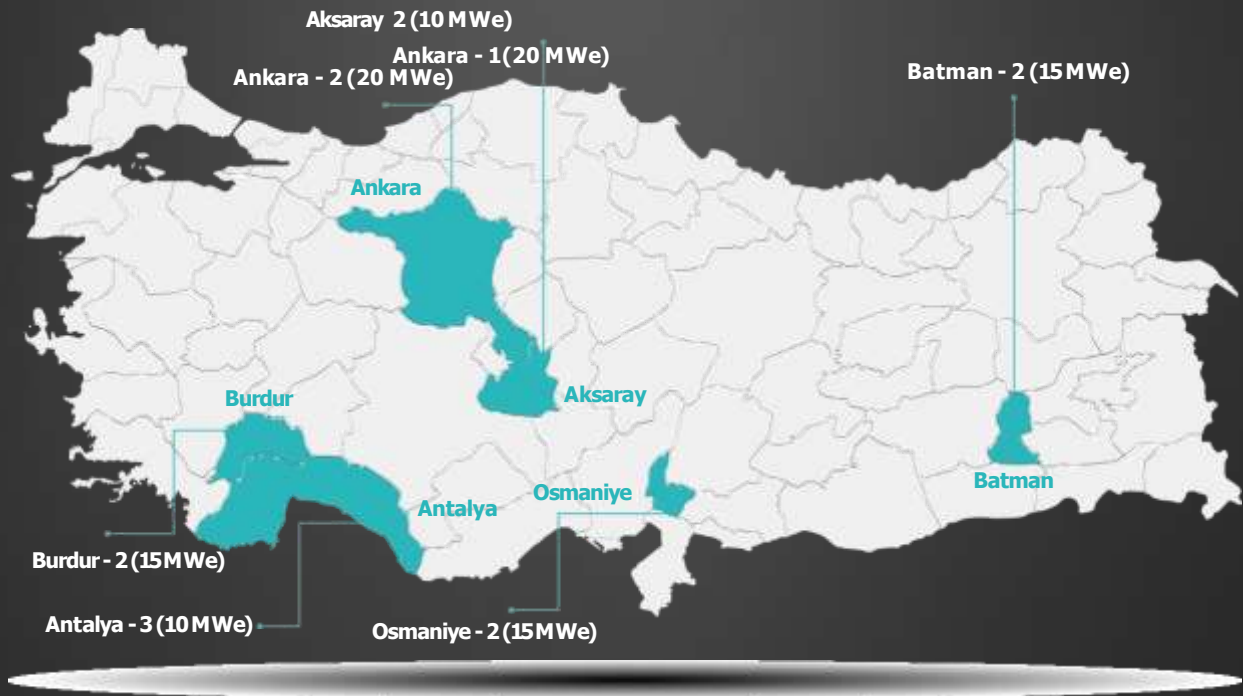 Aksaray 2 (10 MWe)
Ankara - 1 (20 MWe)
Ankara - 2 (20 MWe)
Batman - 2 (15 MWe)
Ankara
Burdur
Aksaray
Osmaniye
Antalya
Batman
Burdur - 2 (15 MWe)
Antalya - 3 (10 MWe)
Osmaniye - 2 (15 MWe)